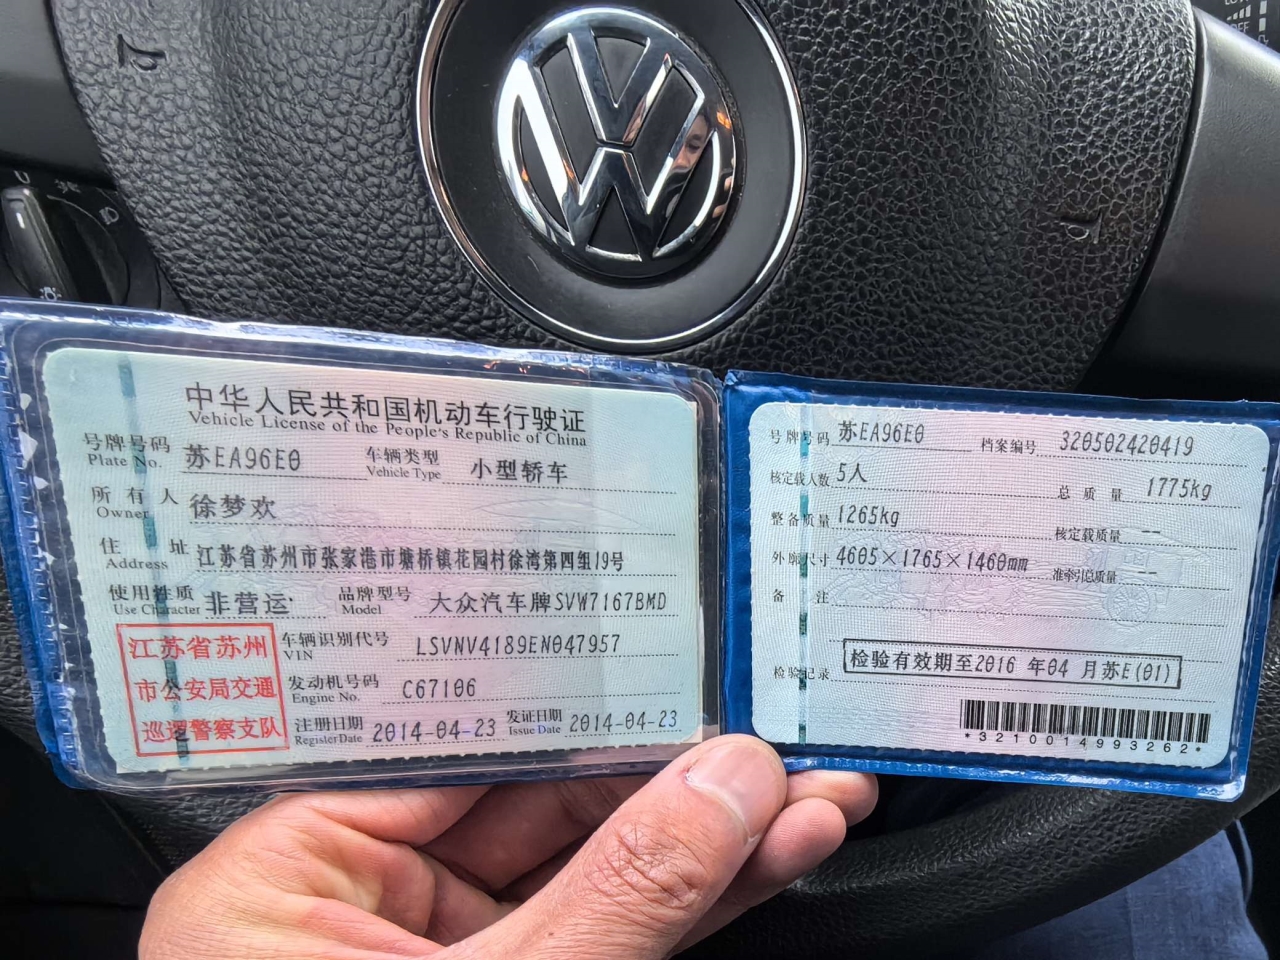 中华人民共和国机动车行驶证
Vehicle License of the People's Republic of China
号牌号码 苏EA96E0 车辆类型 小型轿车
Plate No. Vehicle Type
所有人 徐梦欢
Owner
住址 江苏省苏州市张家港市塘桥镇花园村徐湾第四组19号
Address
使用性质 非营运 品牌型号 大众汽车牌SVW7167BMD
Use Character Model
江苏省苏州
市公安局交通
巡逻警察支队
车辆识别代号 LSVNV4189EN047957
VIN
发动机号码 C67106
Engine No.
注册日期 2014-04-23 发证日期 2014-04-23
Register Date Issue Date
号牌号码 苏EA96E0 档案编号 320502420419
核定载人数 5人 总质量 1775kg
整备质量 1265kg 核定载质量 --
外廓尺寸 4605×1765×1460mm 准牵引总质量 --
备注
检验记录 检验有效期至2016年04月苏E(01)
*3210014993262*